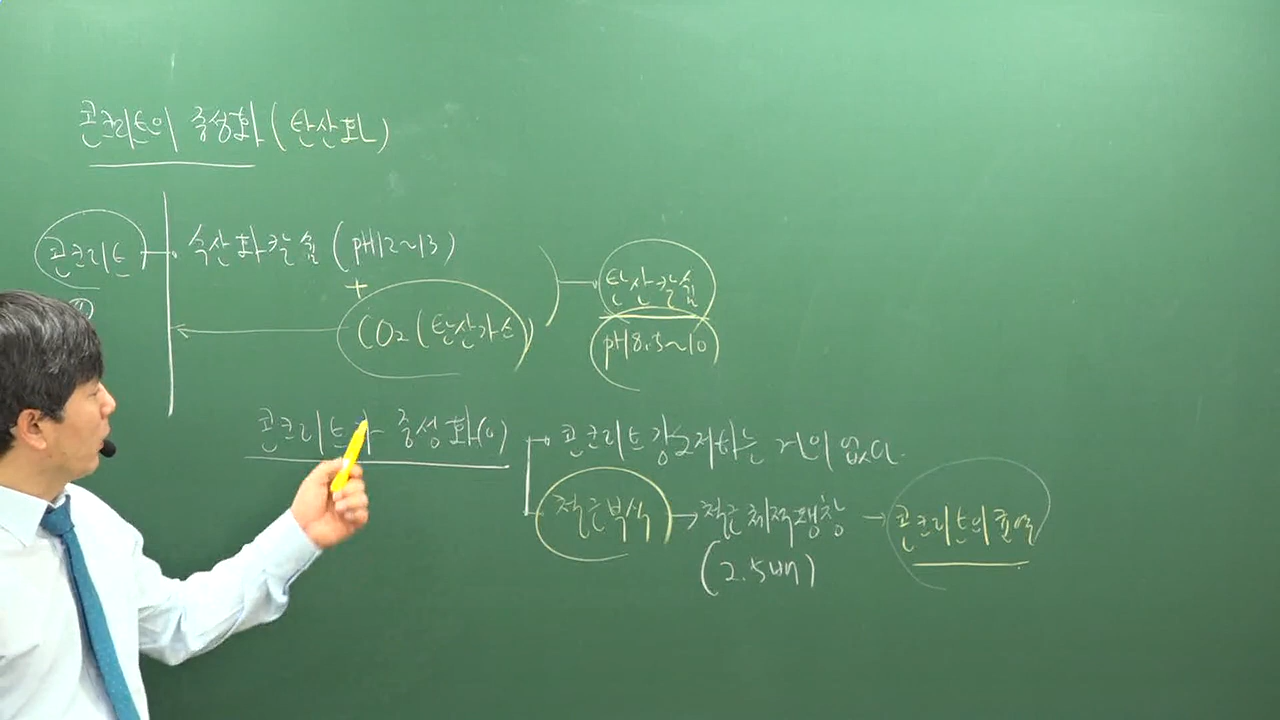 콘크리트의 중성화 (탄산화)
콘크리트
①
수산화칼슘 (pH12~13)
+
CO₂ (탄산가스)
탄산칼슘
pH8.5~10
콘크리트가 중성화(0)
콘크리트강도저하는 거의 없다.
철근부식 → 철근체적팽창 → 콘크리트의균열
(2.5배)